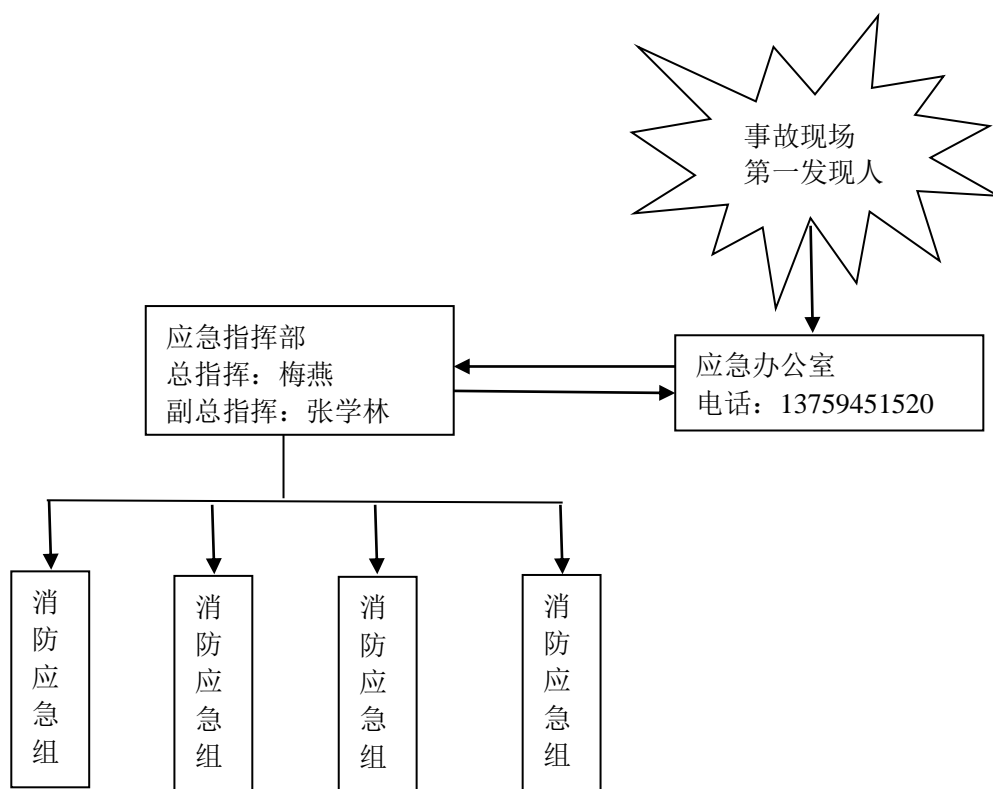 事故现场
第一发现人
应急指挥部
总指挥：梅燕
副总指挥：张学林
应急办公室
电话：13759451520
消防应急组
消防应急组
消防应急组
消防应急组